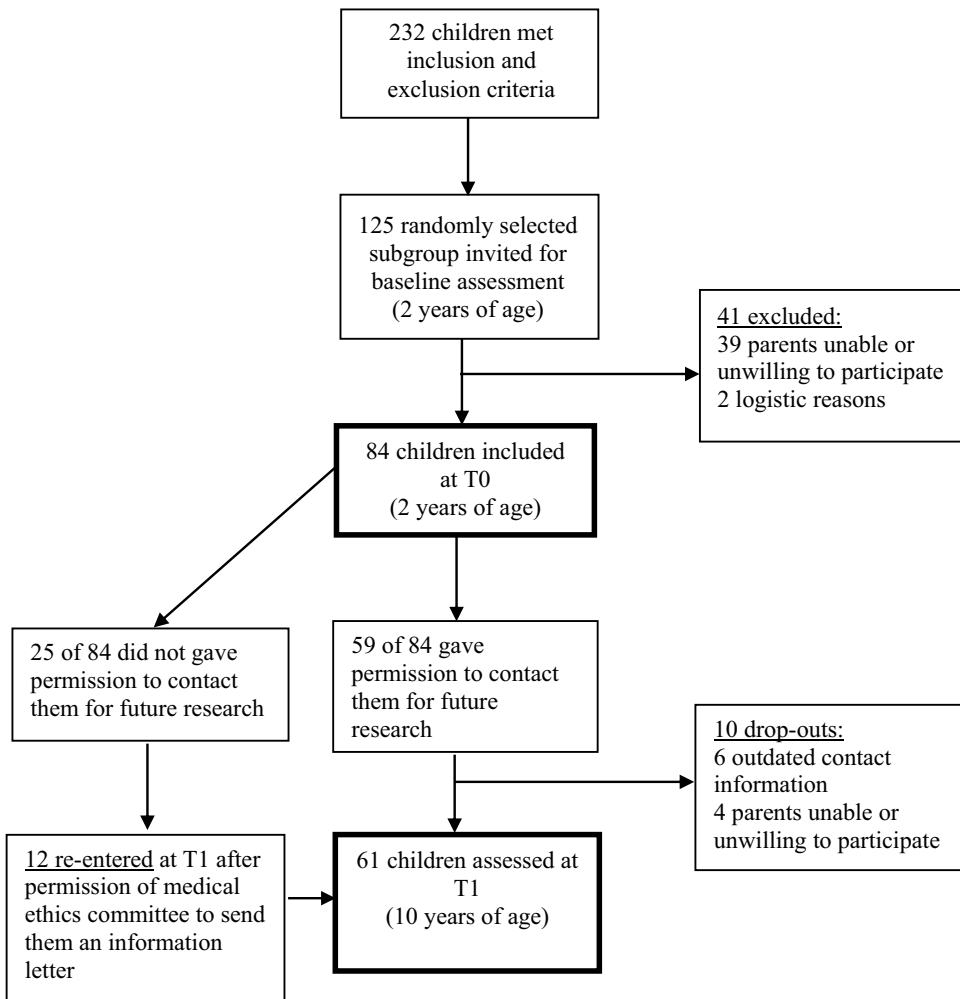 232 children met
inclusion and
exclusion criteria
125 randomly selected
subgroup invited for
baseline assessment
(2 years of age)
41 excluded:
39 parents unable or
unwilling to participate
2 logistic reasons
84 children included
at T0
(2 years of age)
25 of 84 did not gave
permission to contact
them for future research
59 of 84 gave
permission to contact
them for future
research
10 drop-outs:
6 outdated contact
information
4 parents unable or
unwilling to participate
12 re-entered at T1 after
permission of medical
ethics committee to send
them an information
letter
61 children assessed at
T1
(10 years of age)